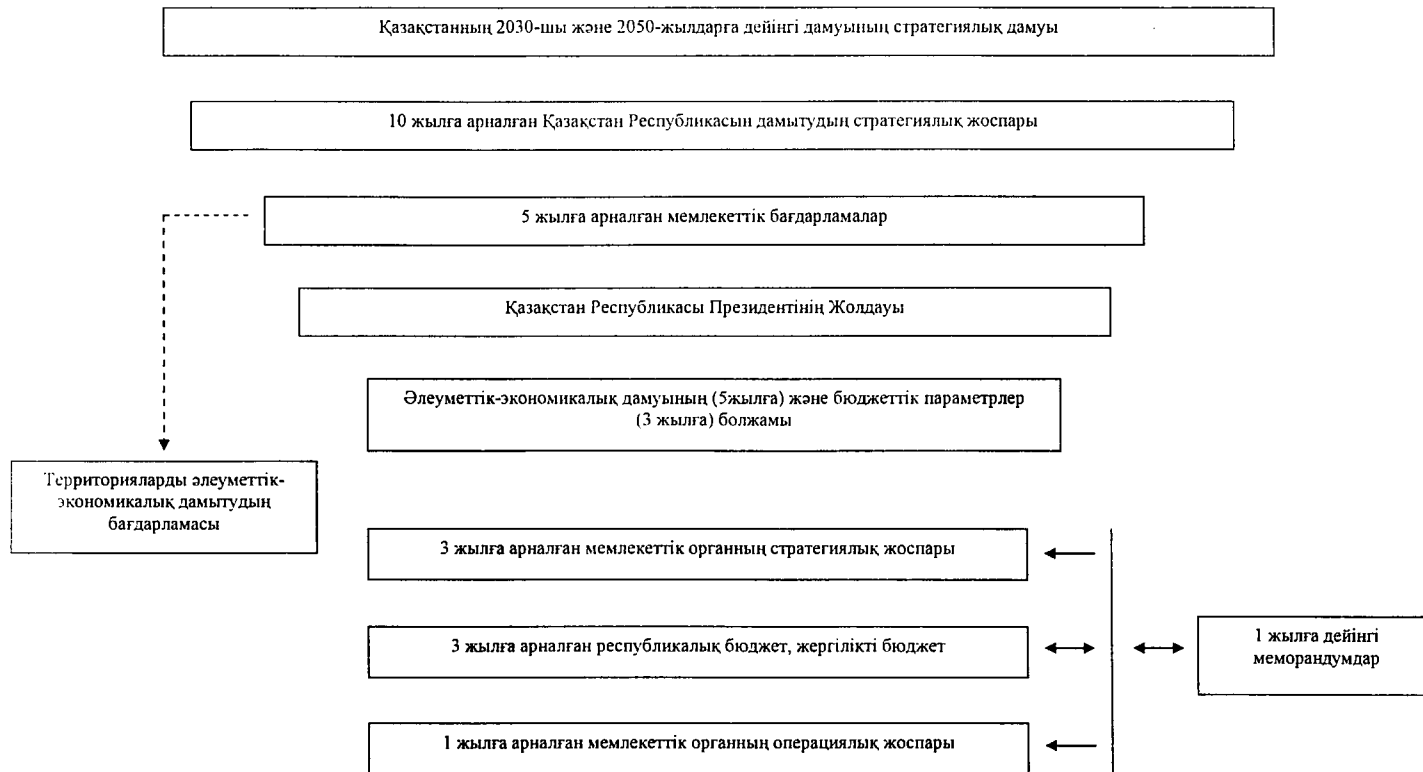 Қазақстанның 2030-шы және 2050-жылдарға дейінгі дамуының стратегиялық дамуы
10 жылға арналған Қазақстан Республикасын дамытудың стратегиялық жоспары
5 жылға арналған мемлекеттік бағдарламалар
Қазақстан Республикасы Президентінің Жолдауы
Әлеуметтік-экономикалық дамуының (5жылға) және бюджеттік параметрлер
(3 жылға) болжамы
Территорияларды әлеуметтік-
экономикалық дамытудың
бағдарламасы
3 жылға арналған мемлекеттік органның стратегиялық жоспары
3 жылға арналған республикалық бюджет, жергілікті бюджет
1 жылға дейінгі
меморандумдар
1 жылға арналған мемлекеттік органның операциялық жоспары